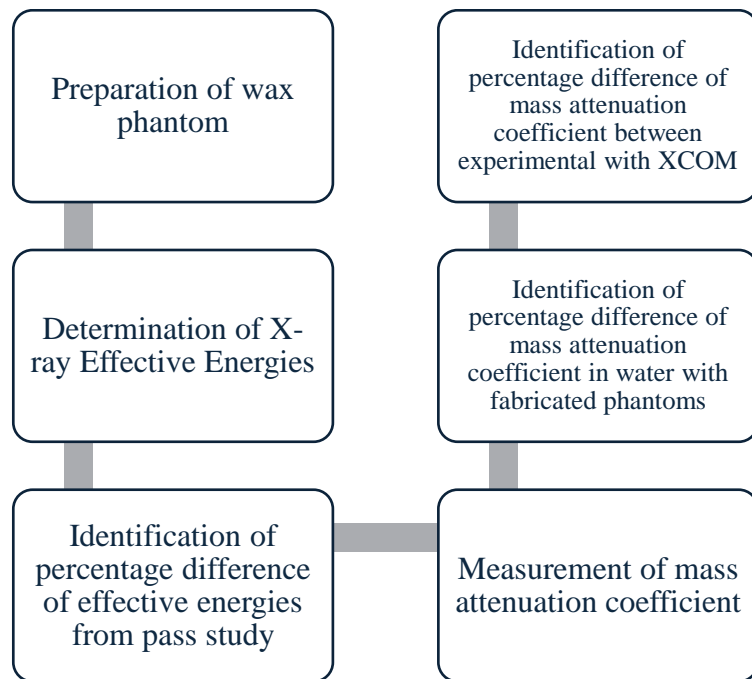 Preparation of wax
phantom
Determination of X-
ray Effective Energies
Identification of
percentage difference
of effective energies
from pass study
Measurement of mass
attenuation coefficient
Identification of
percentage difference of
mass attenuation
coefficient in water with
fabricated phantoms
Identification of
percentage difference of
mass attenuation
coefficient between
experimental with XCOM